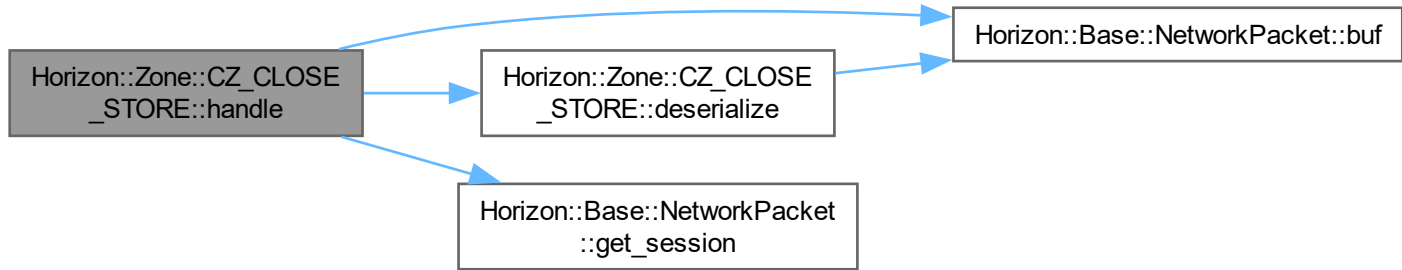 Horizon::Zone::CZ_CLOSE
_STORE::handle
Horizon::Zone::CZ_CLOSE
_STORE::deserialize
Horizon::Base::NetworkPacket::buf
Horizon::Base::NetworkPacket
::get_session